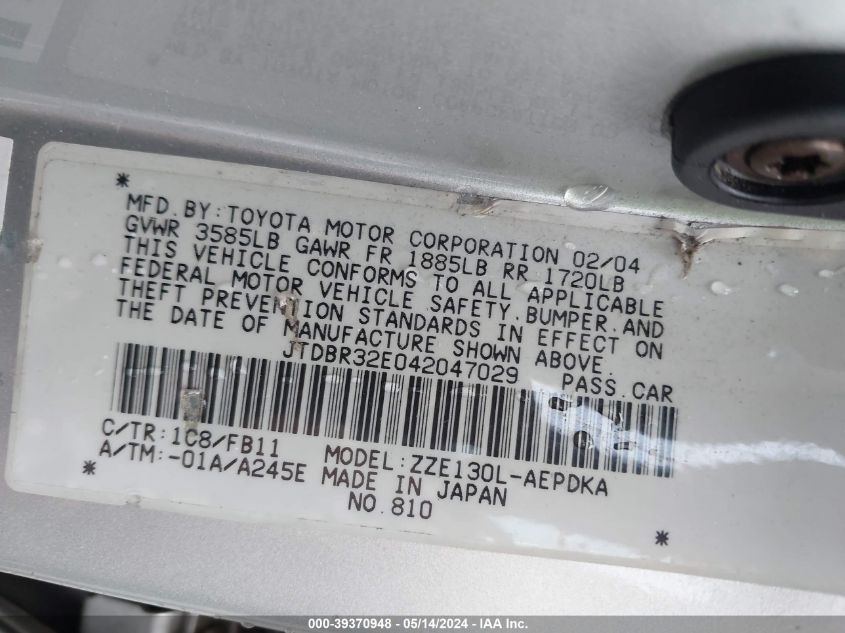 *
MFD.BY:TOYOTA MOTOR CORPORATION 02/04
GVWR 3585LB GAWR FR 1885LB RR 1720LB
THIS VEHICLE CONFORMS TO ALL APPLICABLE
FEDERAL MOTOR VEHICLE SAFETY.BUMPER.AND
THEFT PREVENTION STANDARDS IN EFFECT ON
THE DATE OF MANUFACTURE SHOWN ABOVE.
JTDBR32E042047029 PASS.CAR
C/TR:1C8/FB11 MODEL:ZZE130L-AEPDKA
A/TM:-01A/A245E MADE IN JAPAN
* NO.810 *
000-39370948 - 05/14/2024 - IAA Inc.